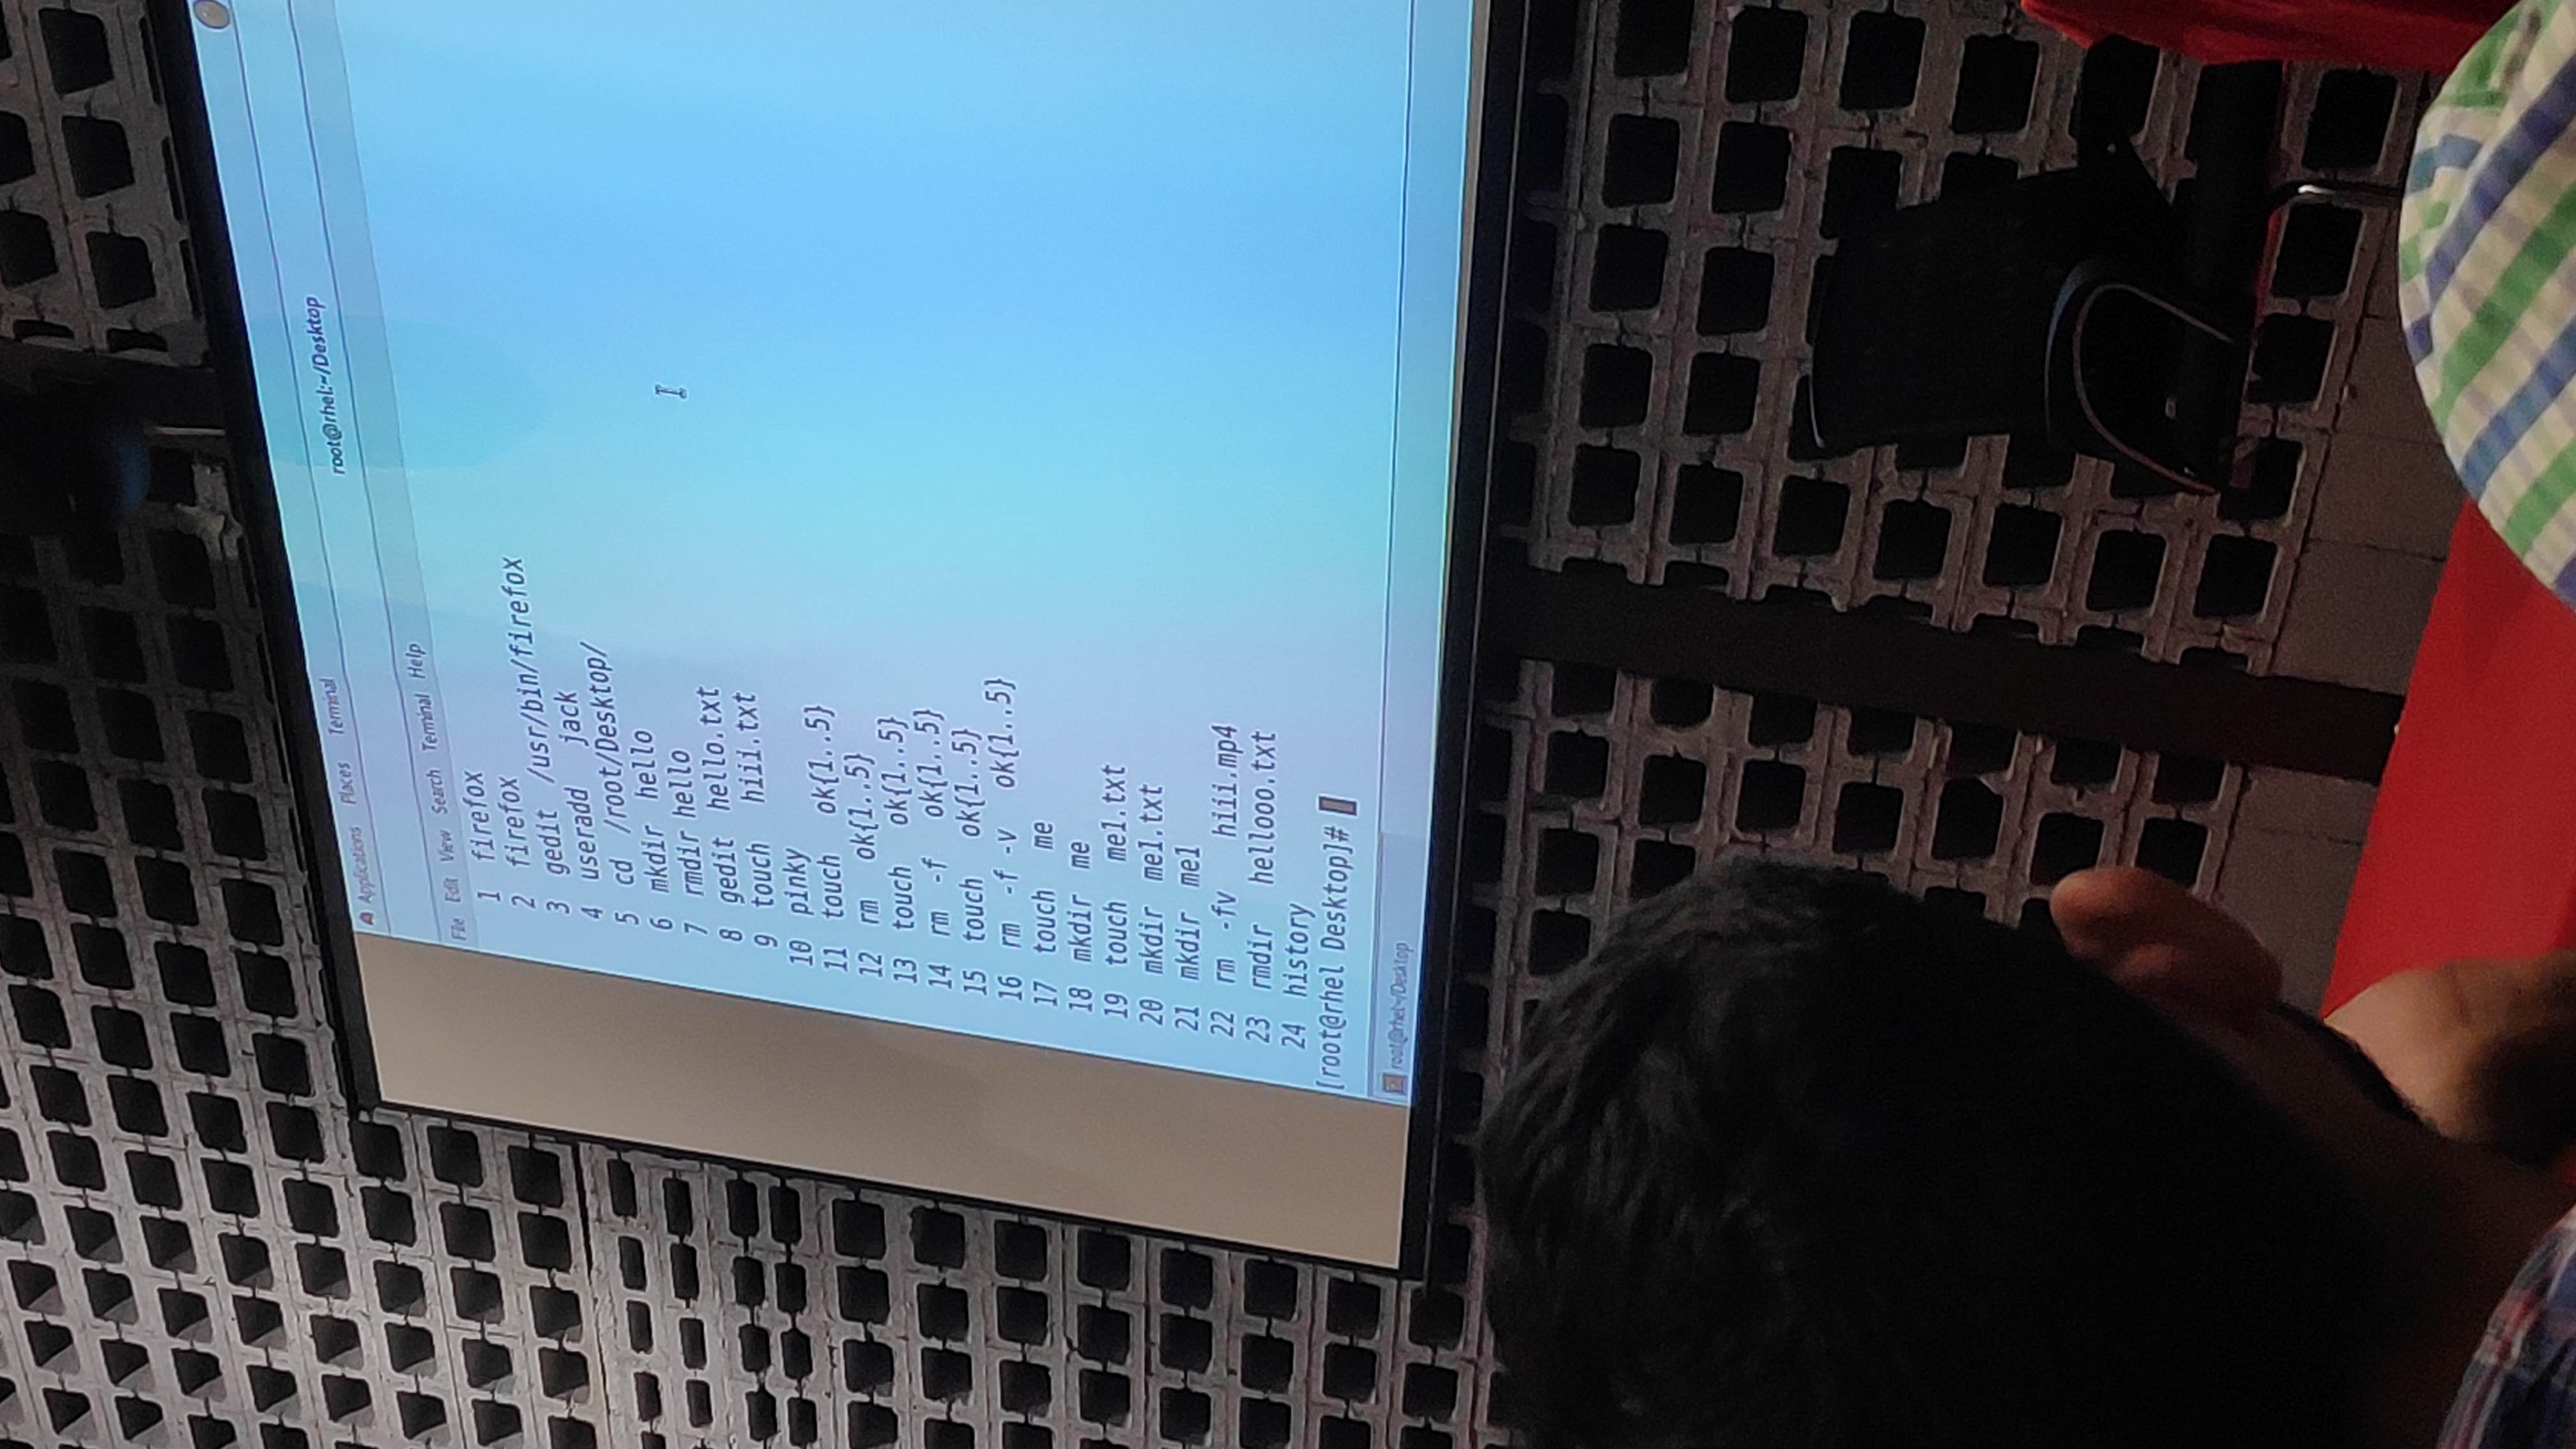 Applications Places Terminal
root@rhel:~/Desktop
File Edit View Search Terminal Help
1 firefox
2 firefox
3 gedit /usr/bin/firefox
4 useradd jack
5 cd /root/Desktop/
6 mkdir hello
7 rmdir hello
8 gedit hello.txt
9 touch hiii.txt
10 pinky
11 touch ok{1..5}
12 rm ok{1..5}
13 touch ok{1..5}
14 rm -f ok{1..5}
15 touch ok{1..5}
16 rm -f -v ok{1..5}
17 touch me
18 mkdir me
19 touch me1.txt
20 mkdir me1.txt
21 mkdir me1
22 rm -fv hiii.mp4
23 rmdir hellooo.txt
24 history
[root@rhel Desktop]#
root@rhel:~/Desktop